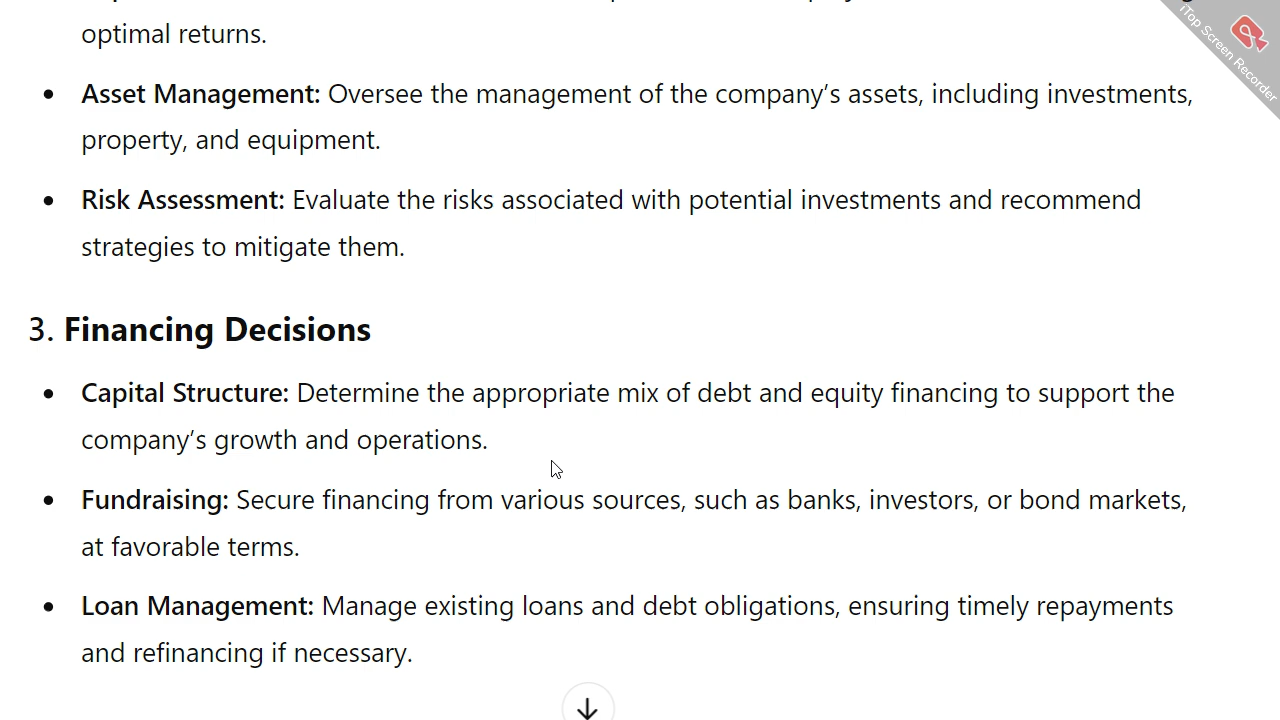 optimal returns.
• Asset Management: Oversee the management of the company’s assets, including investments,
property, and equipment.
• Risk Assessment: Evaluate the risks associated with potential investments and recommend
strategies to mitigate them.
3. Financing Decisions
• Capital Structure: Determine the appropriate mix of debt and equity financing to support the
company’s growth and operations.
• Fundraising: Secure financing from various sources, such as banks, investors, or bond markets,
at favorable terms.
• Loan Management: Manage existing loans and debt obligations, ensuring timely repayments
and refinancing if necessary.
iTop Screen Recorder